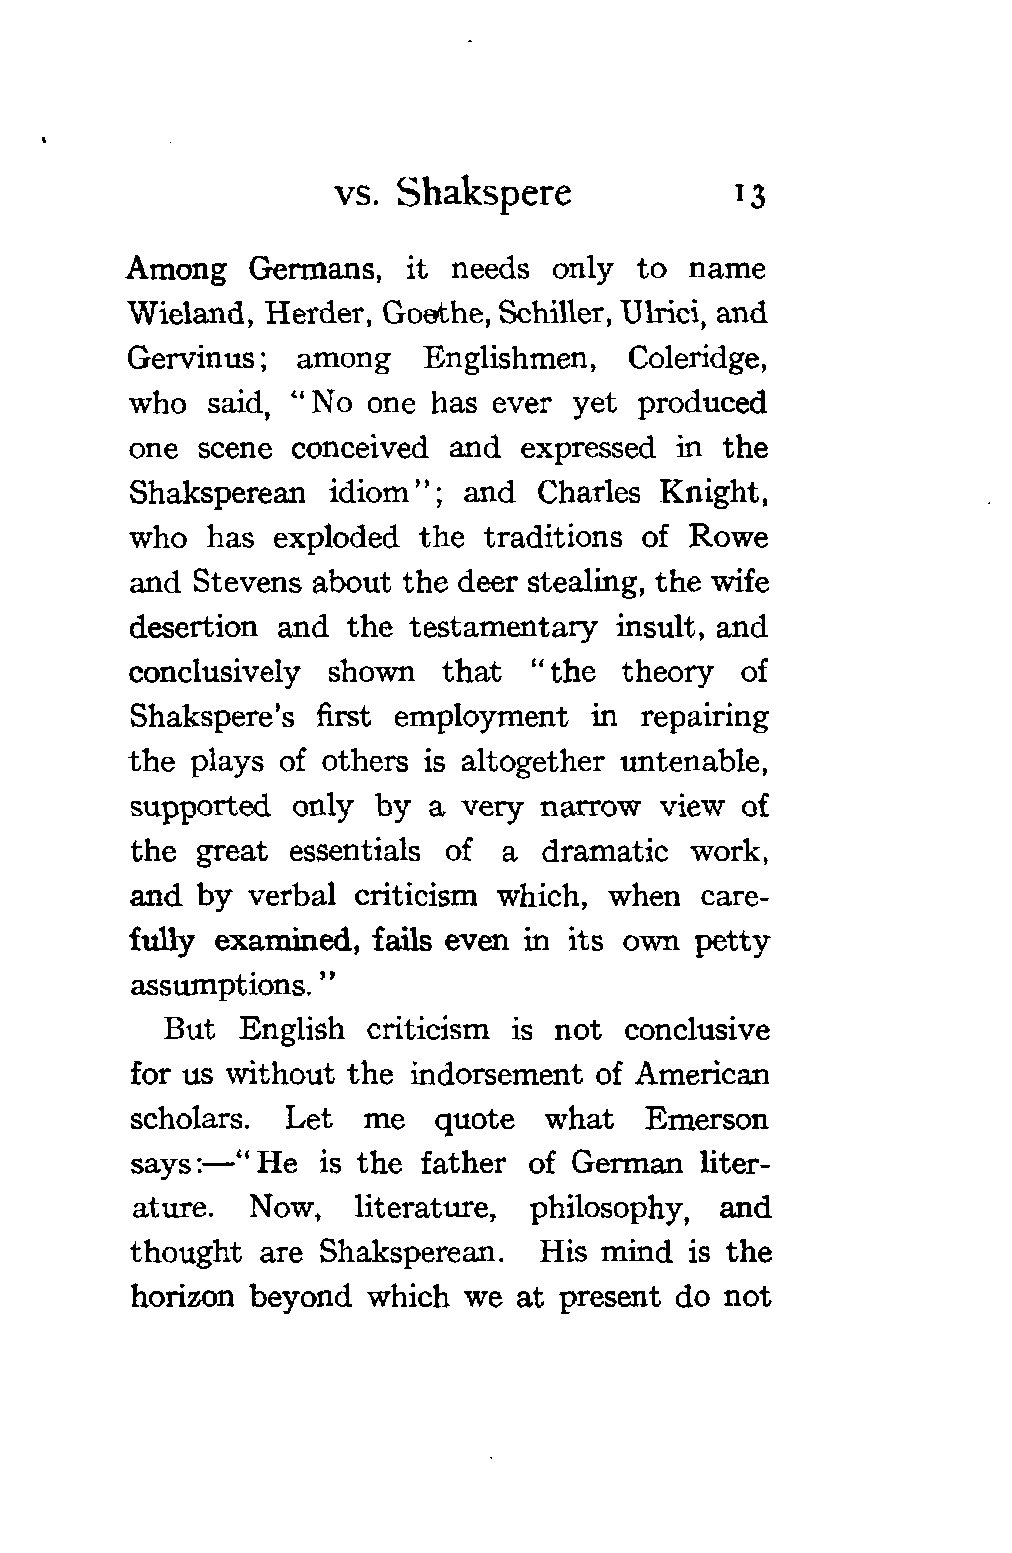 vs. Shakspere 13
Among Germans, it needs only to name
Wieland, Herder, Goethe, Schiller, Ulrici, and
Gervinus; among Englishmen, Coleridge,
who said, "No one has ever yet produced
one scene conceived and expressed in the
Shaksperean idiom"; and Charles Knight,
who has exploded the traditions of Rowe
and Stevens about the deer stealing, the wife
desertion and the testamentary insult, and
conclusively shown that "the theory of
Shakspere's first employment in repairing
the plays of others is altogether untenable,
supported only by a very narrow view of
the great essentials of a dramatic work,
and by verbal criticism which, when care-
fully examined, fails even in its own petty
assumptions."
But English criticism is not conclusive
for us without the indorsement of American
scholars. Let me quote what Emerson
says:—"He is the father of German liter-
ature. Now, literature, philosophy, and
thought are Shaksperean. His mind is the
horizon beyond which we at present do not